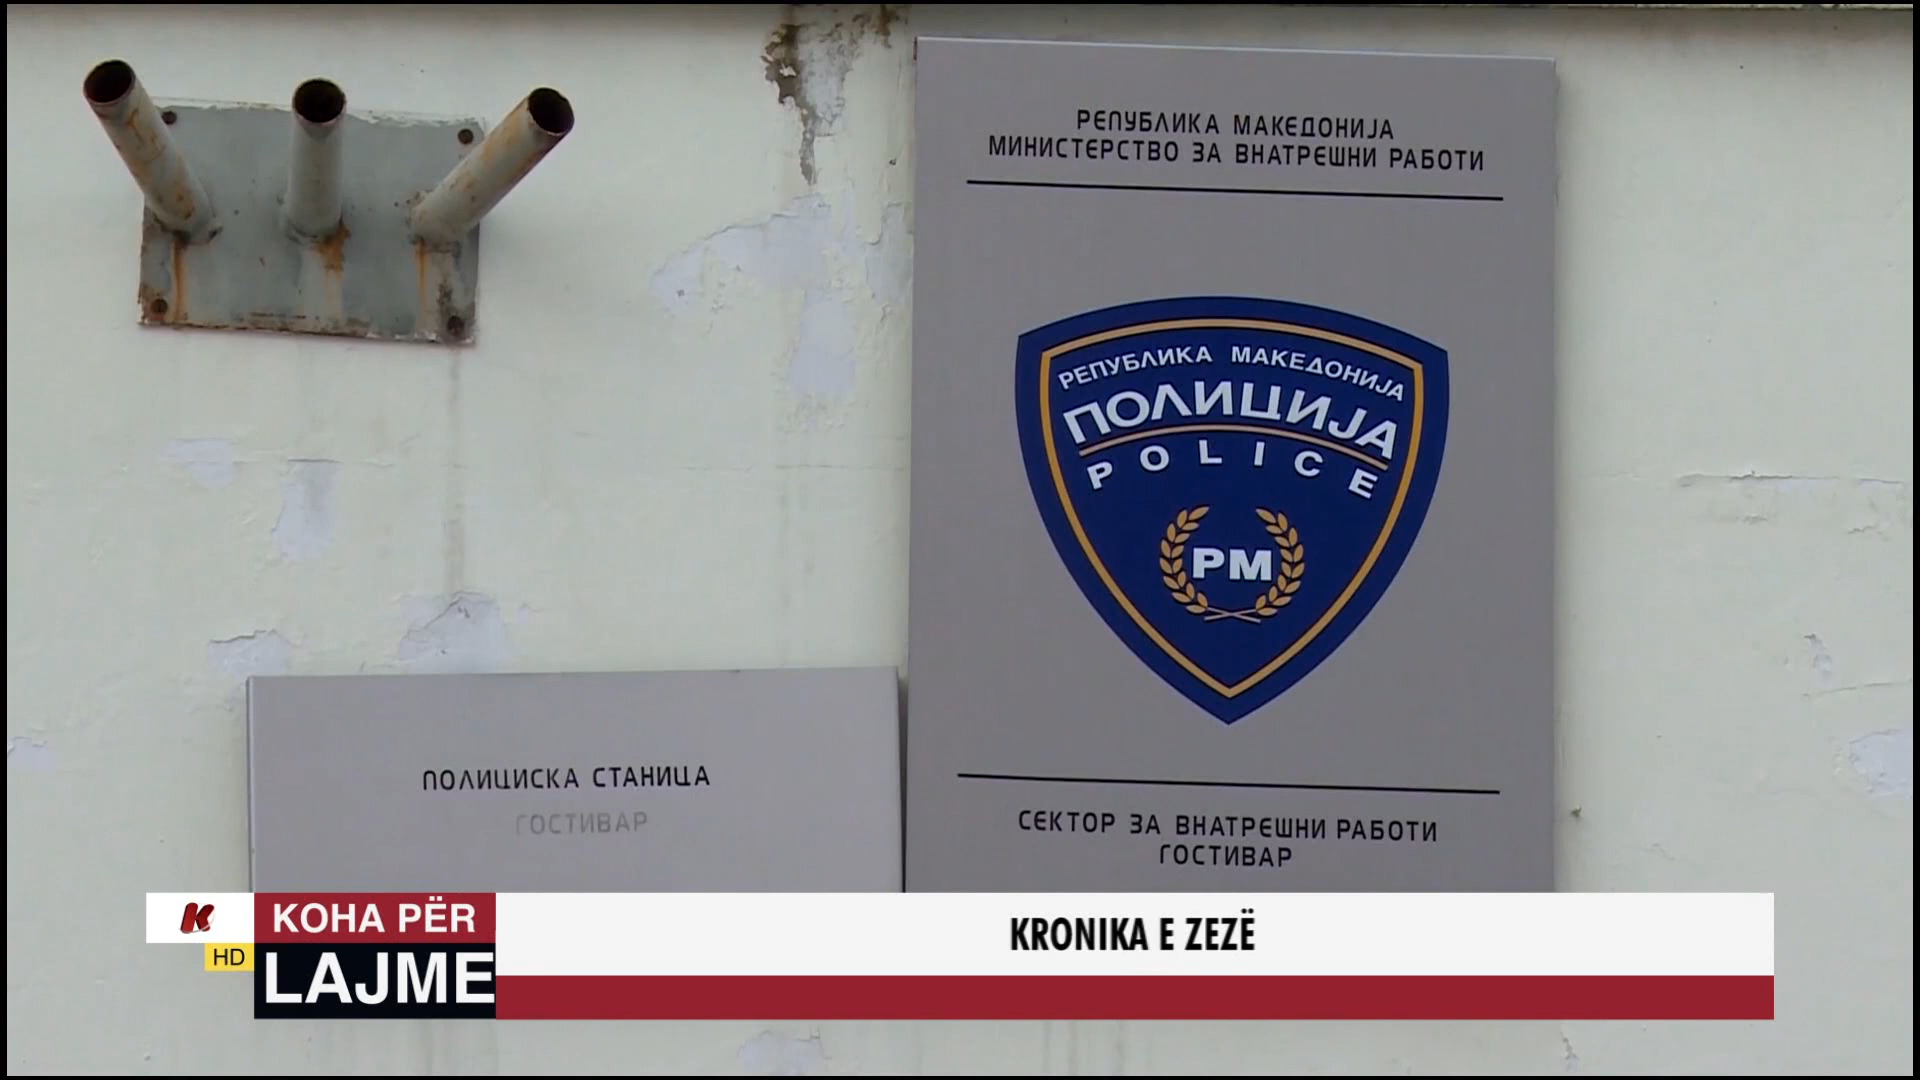 РЕПУБЛИКА МАКЕДОНИЈА
МИНИСТЕРСТВО ЗА ВНАТРЕШНИ РАБОТИ
РЕПУБЛИКА МАКЕДОНИЈА
ПОЛИЦИЈА
POLICE
РМ
СЕКТОР ЗА ВНАТРЕШНИ РАБОТИ
ГОСТИВАР
ПОЛИЦИСКА СТАНИЦА
ГОСТИВАР
K
HD
KOHA PËR
LAJME
KRONIKA E ZEZË